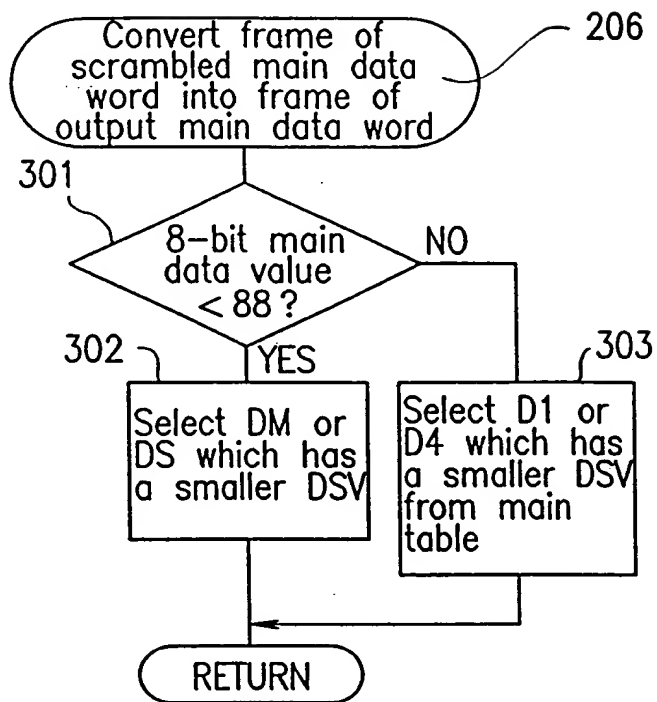 Convert frame of
scrambled main data
word into frame of
output main data word
206
301
8-bit main
data value
< 88 ?
NO
YES
302
303
Select DM or
DS which has
a smaller DSV
Select D1 or
D4 which has
a smaller DSV
from main
table
RETURN